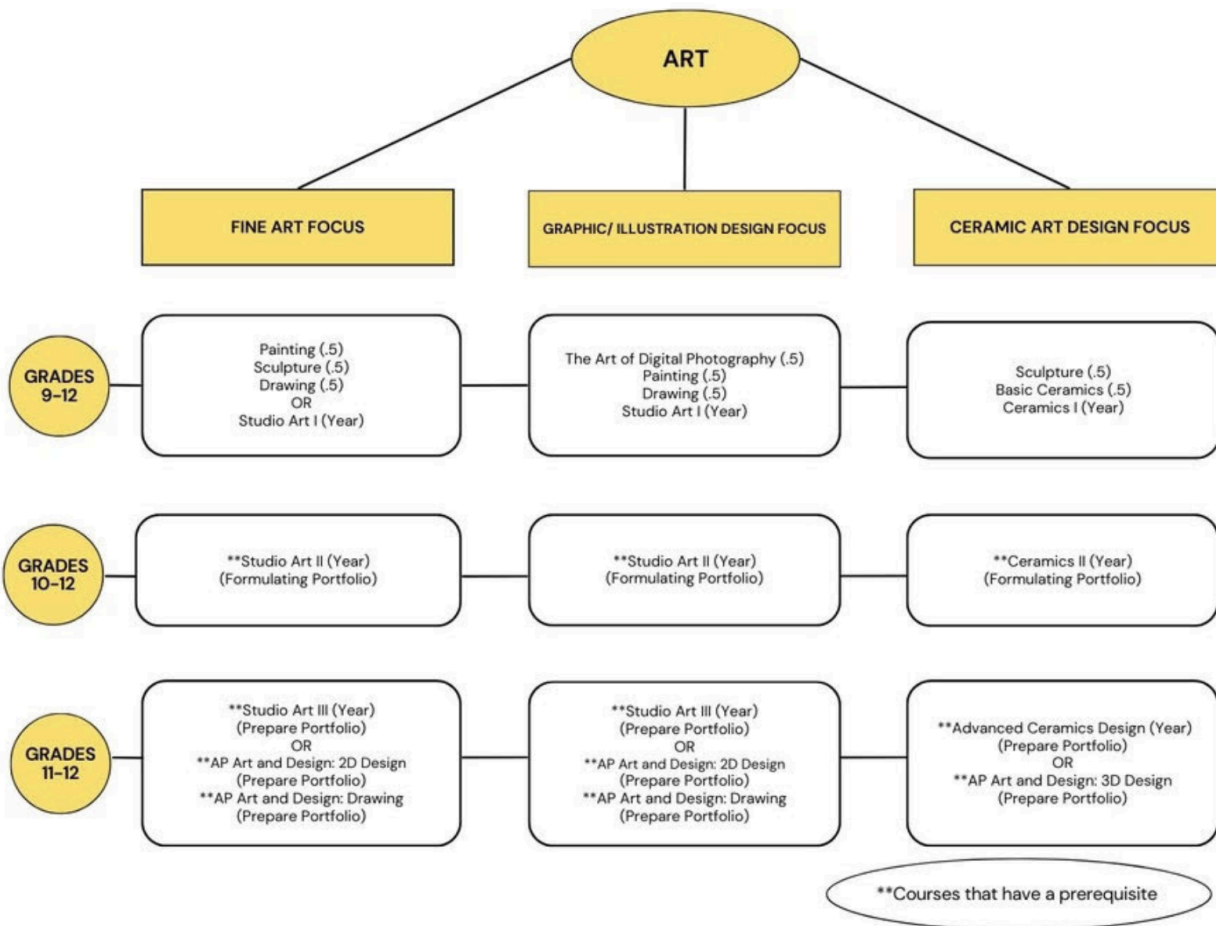 ART
FINE ART FOCUS
GRAPHIC/ ILLUSTRATION DESIGN FOCUS
CERAMIC ART DESIGN FOCUS
GRADES
9-12
Painting (.5)
Sculpture (.5)
Drawing (.5)
OR
Studio Art I (Year)
The Art of Digital Photography (.5)
Painting (.5)
Drawing (.5)
Studio Art I (Year)
Sculpture (.5)
Basic Ceramics (.5)
Ceramics I (Year)
GRADES
10-12
**Studio Art II (Year)
(Formulating Portfolio)
**Studio Art II (Year)
(Formulating Portfolio)
**Ceramics II (Year)
(Formulating Portfolio)
GRADES
11-12
**Studio Art III (Year)
(Prepare Portfolio)
OR
**AP Art and Design: 2D Design
(Prepare Portfolio)
**AP Art and Design: Drawing
(Prepare Portfolio)
**Studio Art III (Year)
(Prepare Portfolio)
OR
**AP Art and Design: 2D Design
(Prepare Portfolio)
**AP Art and Design: Drawing
(Prepare Portfolio)
**Advanced Ceramics Design (Year)
(Prepare Portfolio)
OR
**AP Art and Design: 3D Design
(Prepare Portfolio)
**Courses that have a prerequisite